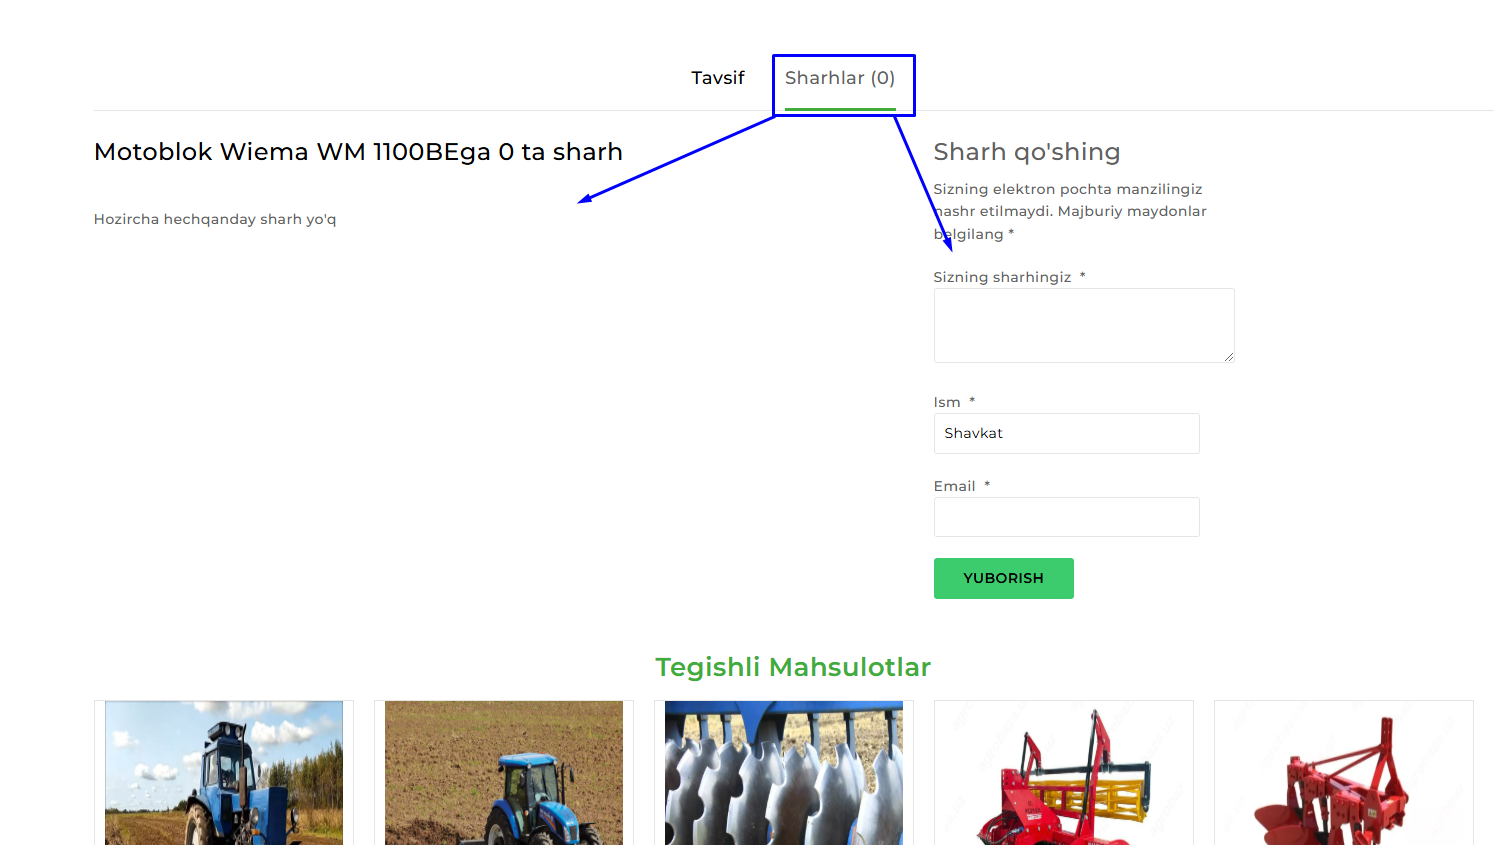 Tavsif
Sharhlar (0)
Motoblok Wiema WM 1100BEga 0 ta sharh
Hozircha hechqanday sharh yo'q
Sharh qo'shing
Sizning elektron pochta manzilingiz
nashr etilmaydi. Majburiy maydonlar
belgilang *
Sizning sharhingiz *
Ism *
Shavkat
Email *
YUBORISH
Tegishli Mahsulotlar